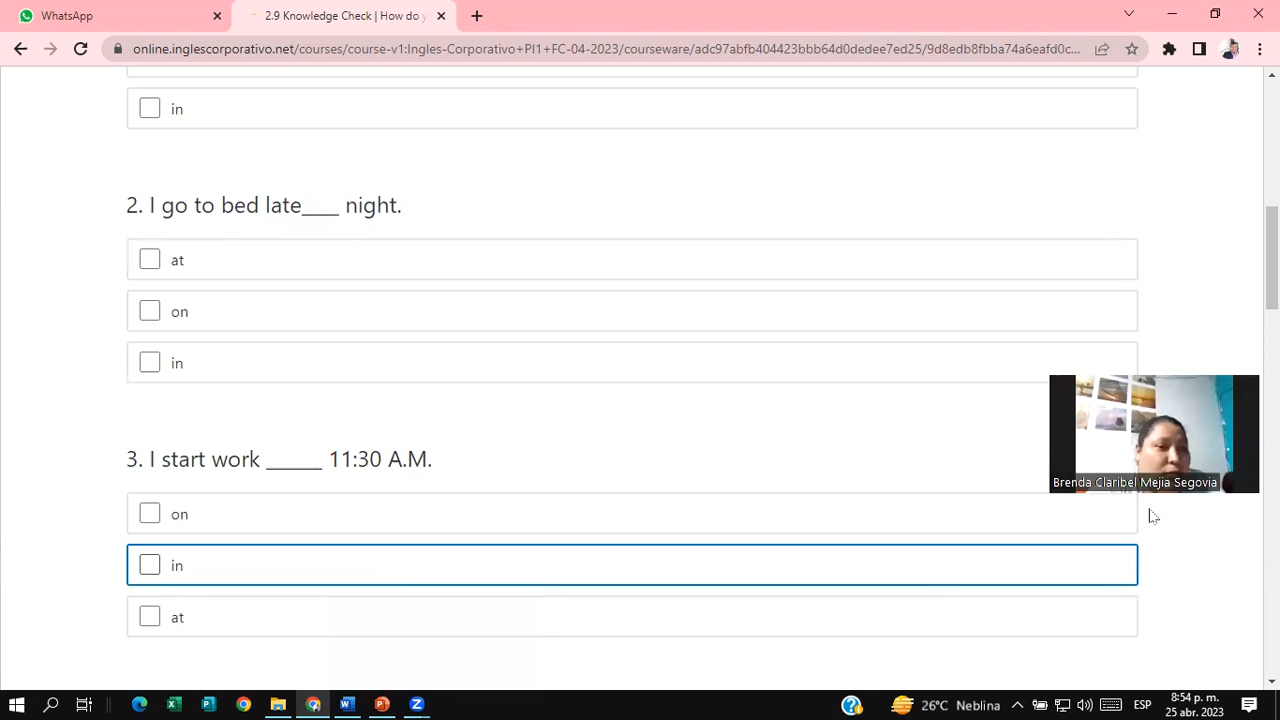 WhatsApp
2.9 Knowledge Check | How do y
online.inglescorporativo.net/courses/course-v1:Ingles-Corporativo+PI1+FC-04-2023/courseware/adc97abfb404423bbb64d0dedee7ed25/9d8edb8fbba74a6eafd0c...
in
2. I go to bed late____ night.
at
on
in
3. I start work ______ 11:30 A.M.
Brenda Claribel Mejia Segovia
on
in
at
26°C Neblina
ESP
8:54 p. m.
25 abr. 2023